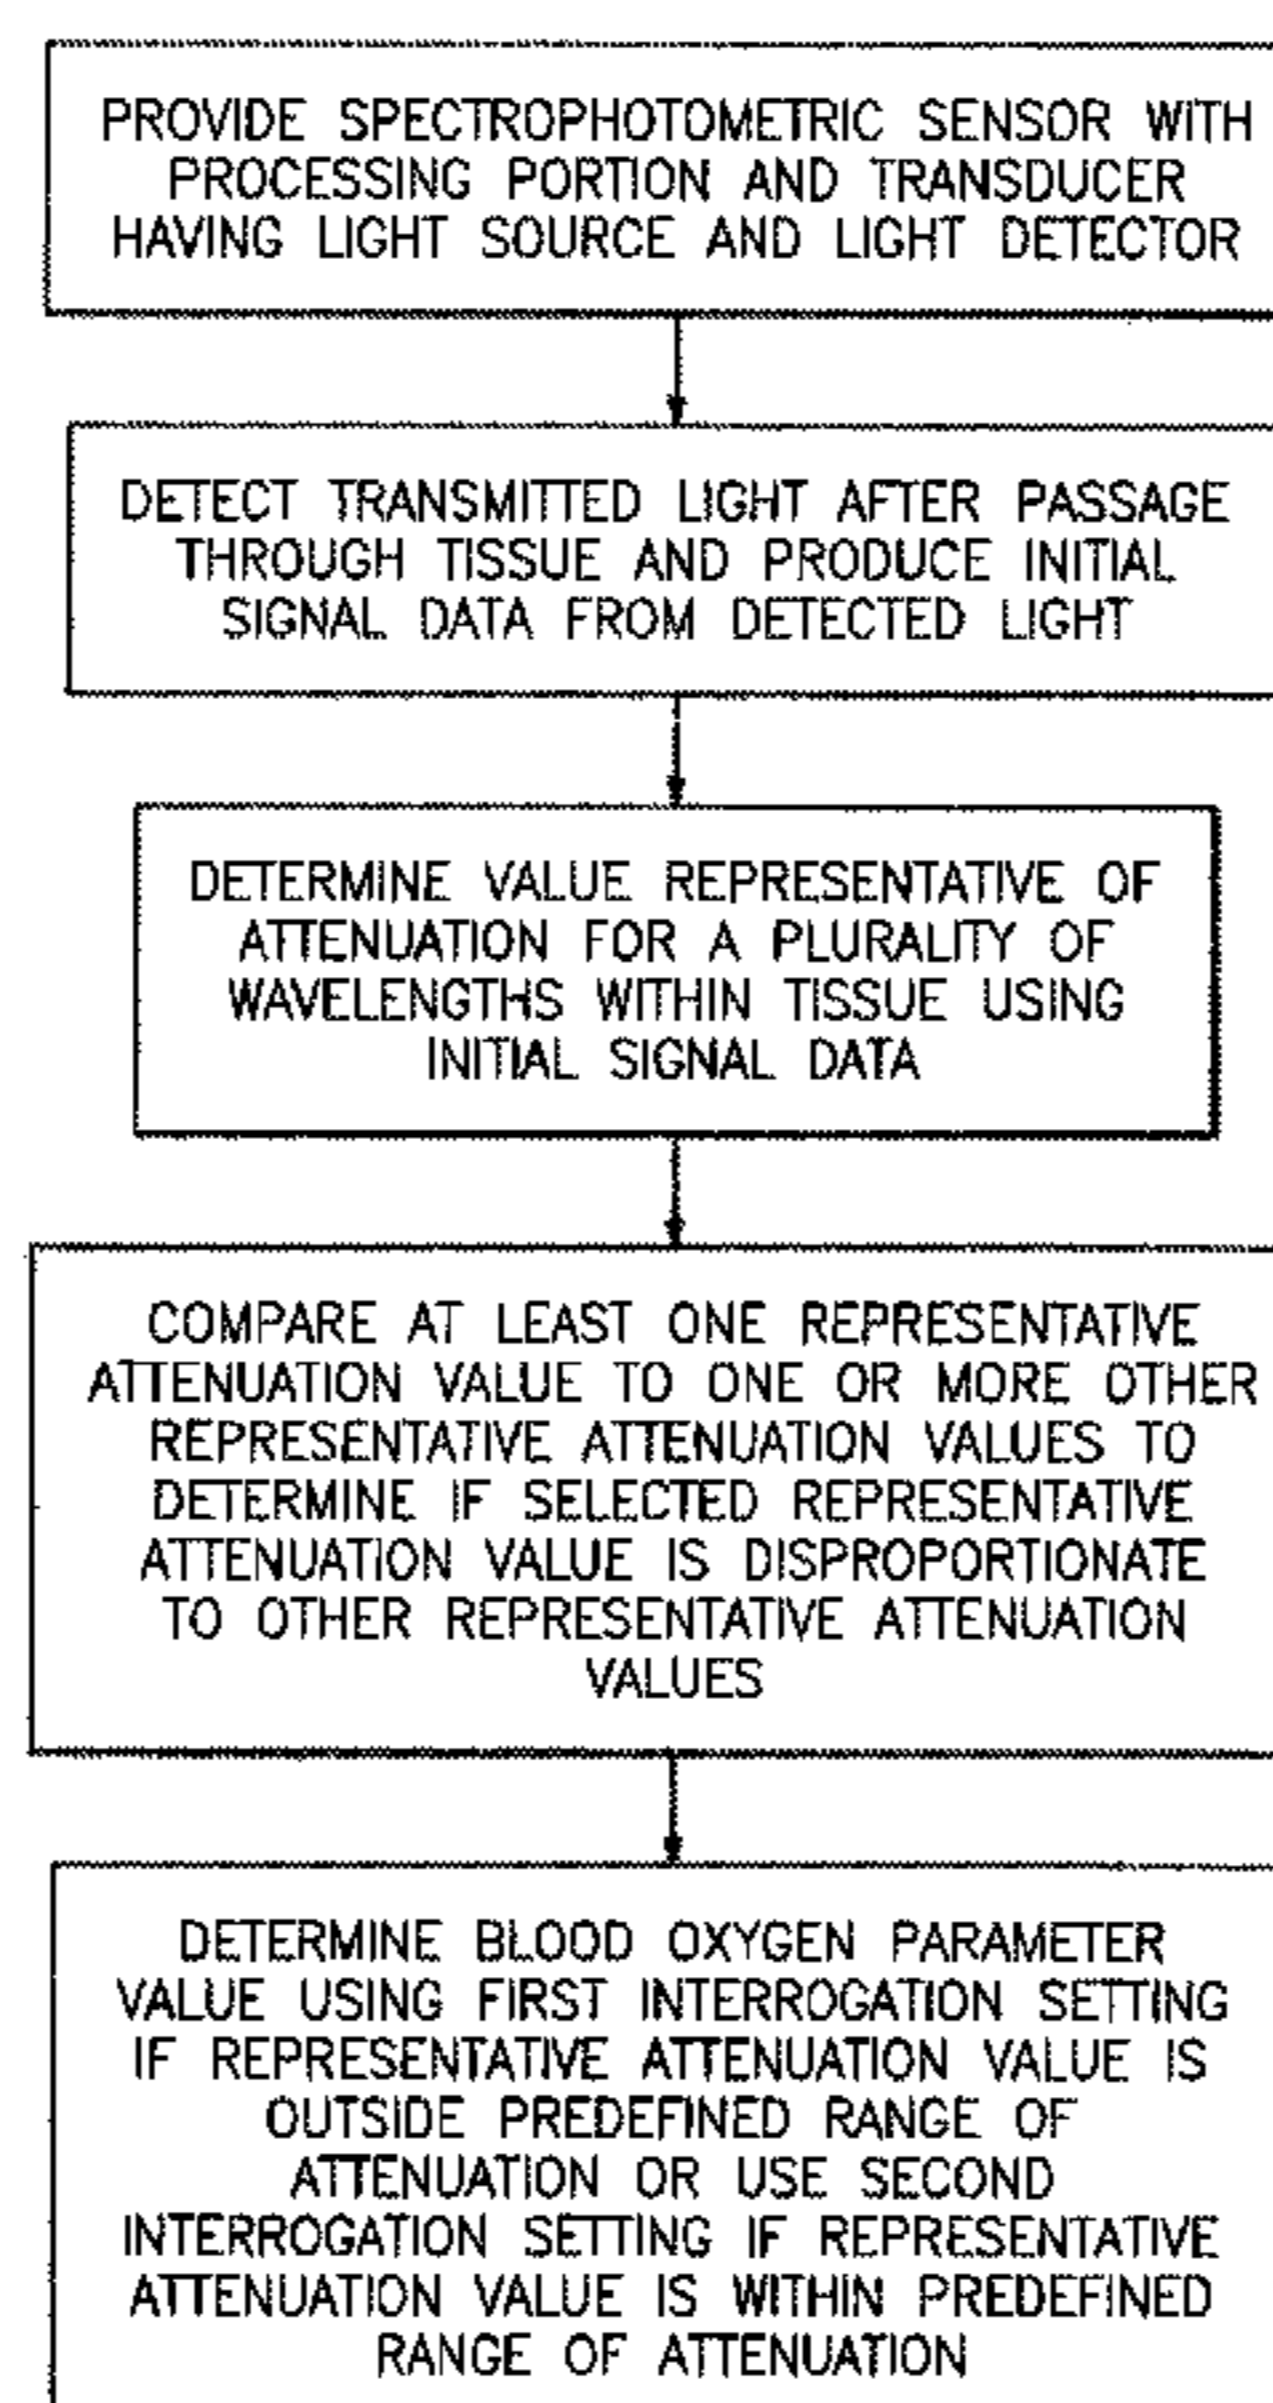 PROVIDE SPECTROPHOTOMETRIC SENSOR WITH
PROCESSING PORTION AND TRANSDUCER
HAVING LIGHT SOURCE AND LIGHT DETECTOR
DETECT TRANSMITTED LIGHT AFTER PASSAGE
THROUGH TISSUE AND PRODUCE INITIAL
SIGNAL DATA FROM DETECTED LIGHT
DETERMINE VALUE REPRESENTATIVE OF
ATTENUATION FOR A PLURALITY OF
WAVELENGTHS WITHIN TISSUE USING
INITIAL SIGNAL DATA
COMPARE AT LEAST ONE REPRESENTATIVE
ATTENUATION VALUE TO ONE OR MORE OTHER
REPRESENTATIVE ATTENUATION VALUES TO
DETERMINE IF SELECTED REPRESENTATIVE
ATTENUATION VALUE IS DISPROPORTIONATE
TO OTHER REPRESENTATIVE ATTENUATION
VALUES
DETERMINE BLOOD OXYGEN PARAMETER
VALUE USING FIRST INTERROGATION SETTING
IF REPRESENTATIVE ATTENUATION VALUE IS
OUTSIDE PREDEFINED RANGE OF
ATTENUATION OR USE SECOND
INTERROGATION SETTING IF REPRESENTATIVE
ATTENUATION VALUE IS WITHIN PREDEFINED
RANGE OF ATTENUATION